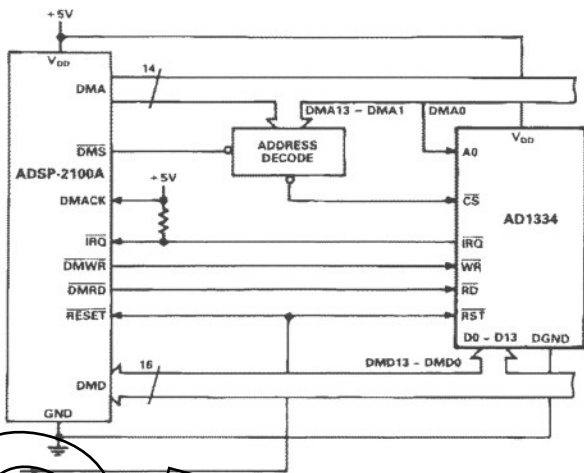 +5V
VDD
14
DMA
DMA13 – DMA1
DMA0
VDD
DMS
ADDRESS
DECODE
A0
ADSP-2100A
+5V
DMACK
CS
AD1334
IRQ
IRQ
DMWR
WR
DMRD
RD
RESET
RST
D0 – D13
DGND
16
DMD13 – DMD0
DMD
GND